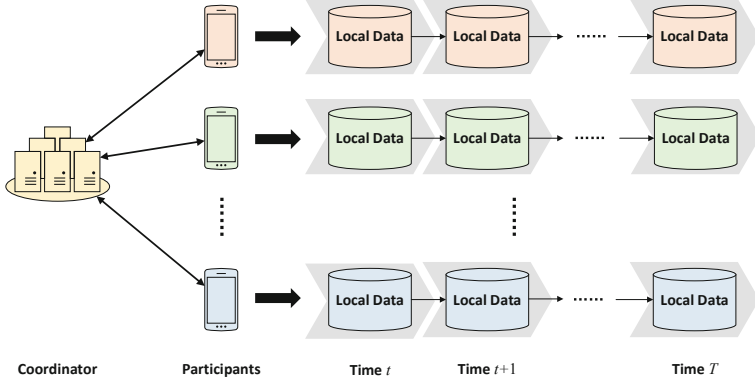 Local Data Local Data ...... Local Data
Local Data Local Data ...... Local Data
Local Data Local Data ...... Local Data
Coordinator Participants Time t Time t+1 Time T